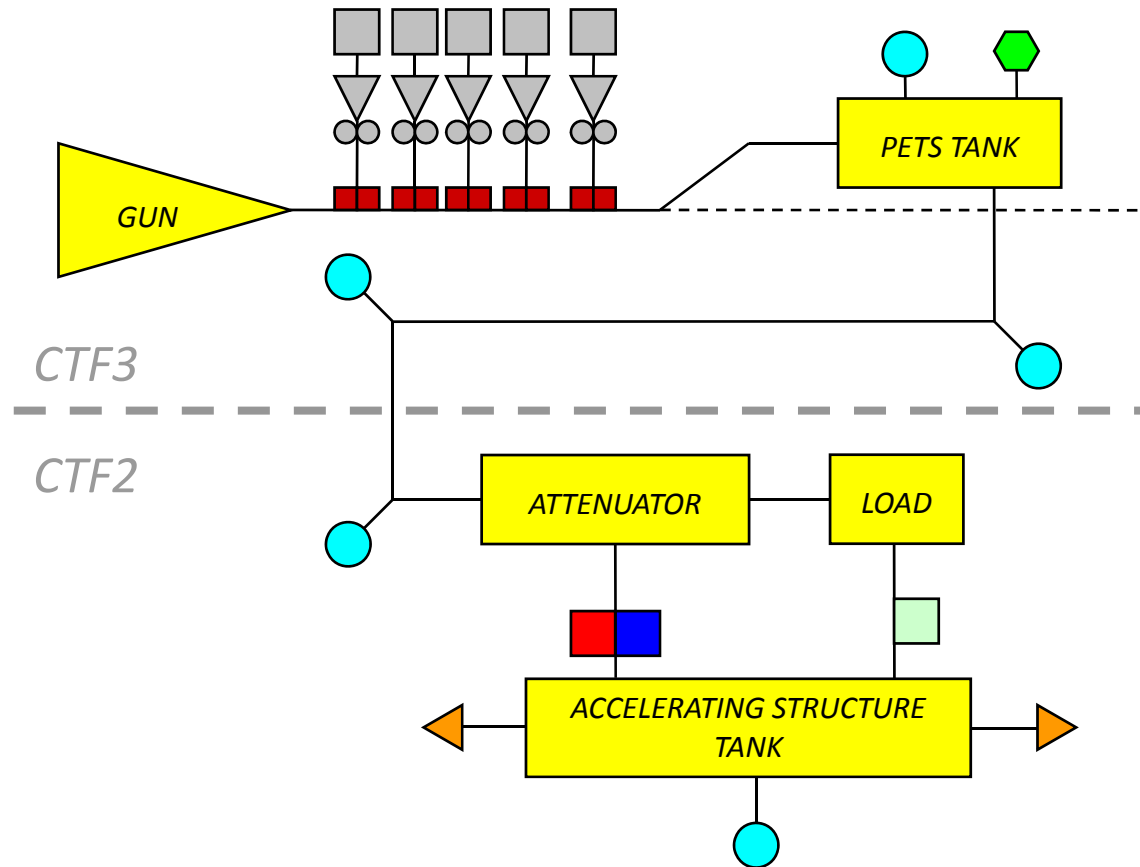 PETS TANK
GUN
CTF3
CTF2
ATTENUATOR
LOAD
ACCELERATING STRUCTURE
TANK